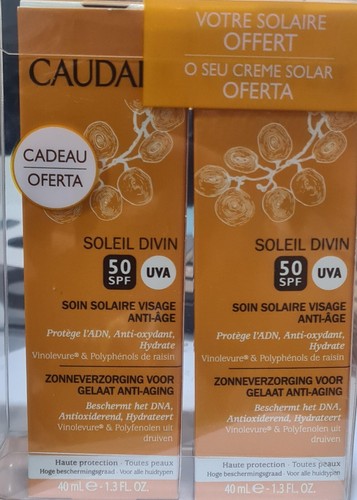 VOTRE SOLAIRE
OFFERT
O SEU CREME SOLAR
OFERTA
CADEAU
OFERTA
SOLEIL DIVIN
50
SPF
UVA
SOIN SOLAIRE VISAGE
ANTI-ÂGE
Protège l'ADN, Anti-oxydant,
Hydrate
Vinolevure® & Polyphénols de raisin
ZONNEVERZORGING VOOR
GELAAT ANTI-AGING
Beschermt het DNA,
Antioxiderend, Hydrateert
Vinolevure® & Polyfenolen uit
druiven
Haute protection - Toutes peaux
Hoge beschermingsgraad - Voor alle huidtypen
40 mL ℮ - 1.3 FL. OZ.
SOLEIL DIVIN
50
SPF
UVA
SOIN SOLAIRE VISAGE
ANTI-ÂGE
Protège l'ADN, Anti-oxydant,
Hydrate
Vinolevure® & Polyphénols de raisin
ZONNEVERZORGING VOOR
GELAAT ANTI-AGING
Beschermt het DNA,
Antioxiderend, Hydrateert
Vinolevure® & Polyfenolen uit
druiven
Haute protection - Toutes peaux
Hoge beschermingsgraad - Voor alle huidtypen
40 mL ℮ - 1.3 FL. OZ.